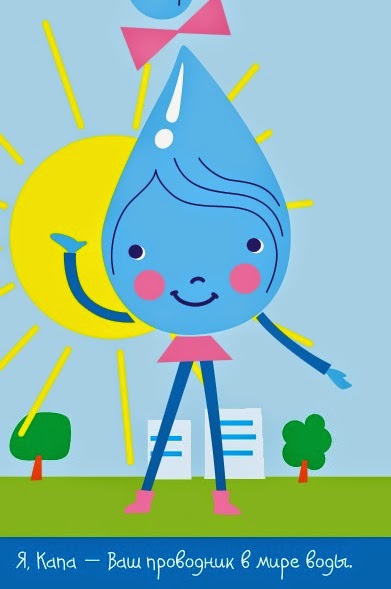 Я, Капа — Ваш проводник в мире воды.